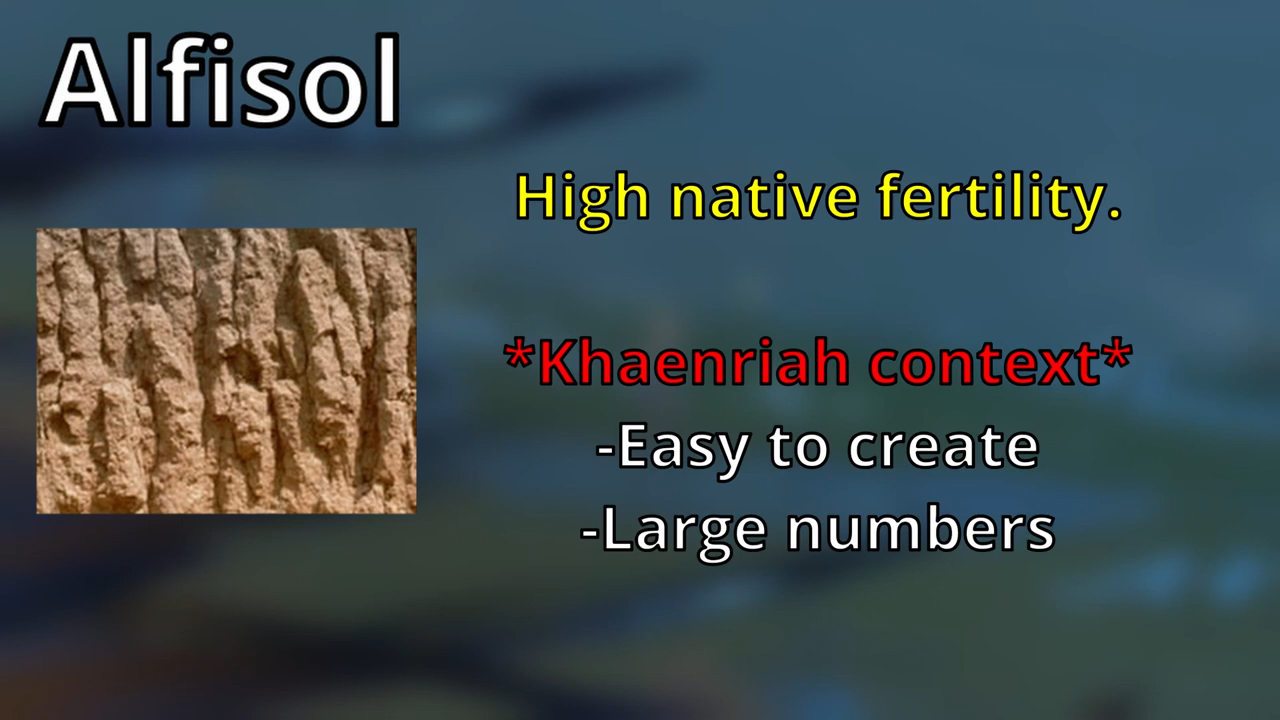 Alfisol
High native fertility.
*Khaenriah context*
-Easy to create
-Large numbers